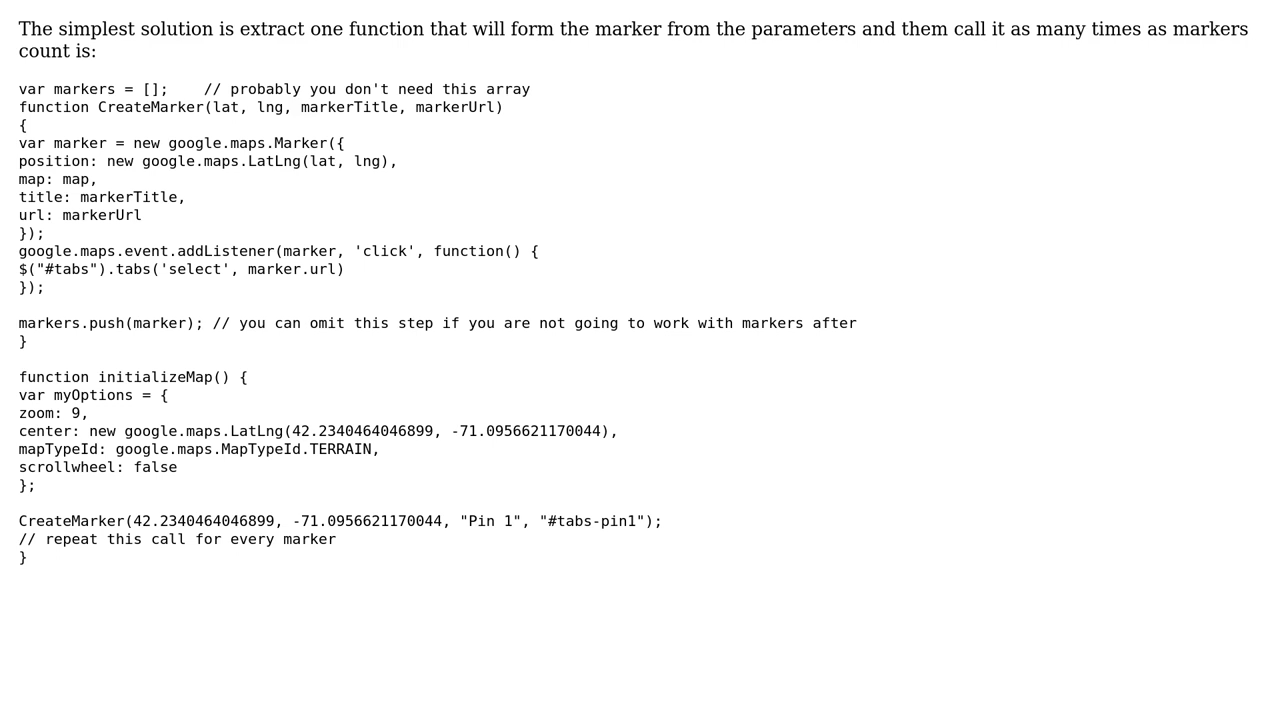 The simplest solution is extract one function that will form the marker from the parameters and them call it as many times as markers
count is:
var markers = [];    // probably you don't need this array
function CreateMarker(lat, lng, markerTitle, markerUrl)
{
var marker = new google.maps.Marker({
position: new google.maps.LatLng(lat, lng),
map: map,
title: markerTitle,
url: markerUrl
});
google.maps.event.addListener(marker, 'click', function() {
$("#tabs").tabs('select', marker.url)
});
markers.push(marker); // you can omit this step if you are not going to work with markers after
}
function initializeMap() {
var myOptions = {
zoom: 9,
center: new google.maps.LatLng(42.2340464046899, -71.0956621170044),
mapTypeId: google.maps.MapTypeId.TERRAIN,
scrollwheel: false
};
CreateMarker(42.2340464046899, -71.0956621170044, "Pin 1", "#tabs-pin1");
// repeat this call for every marker
}